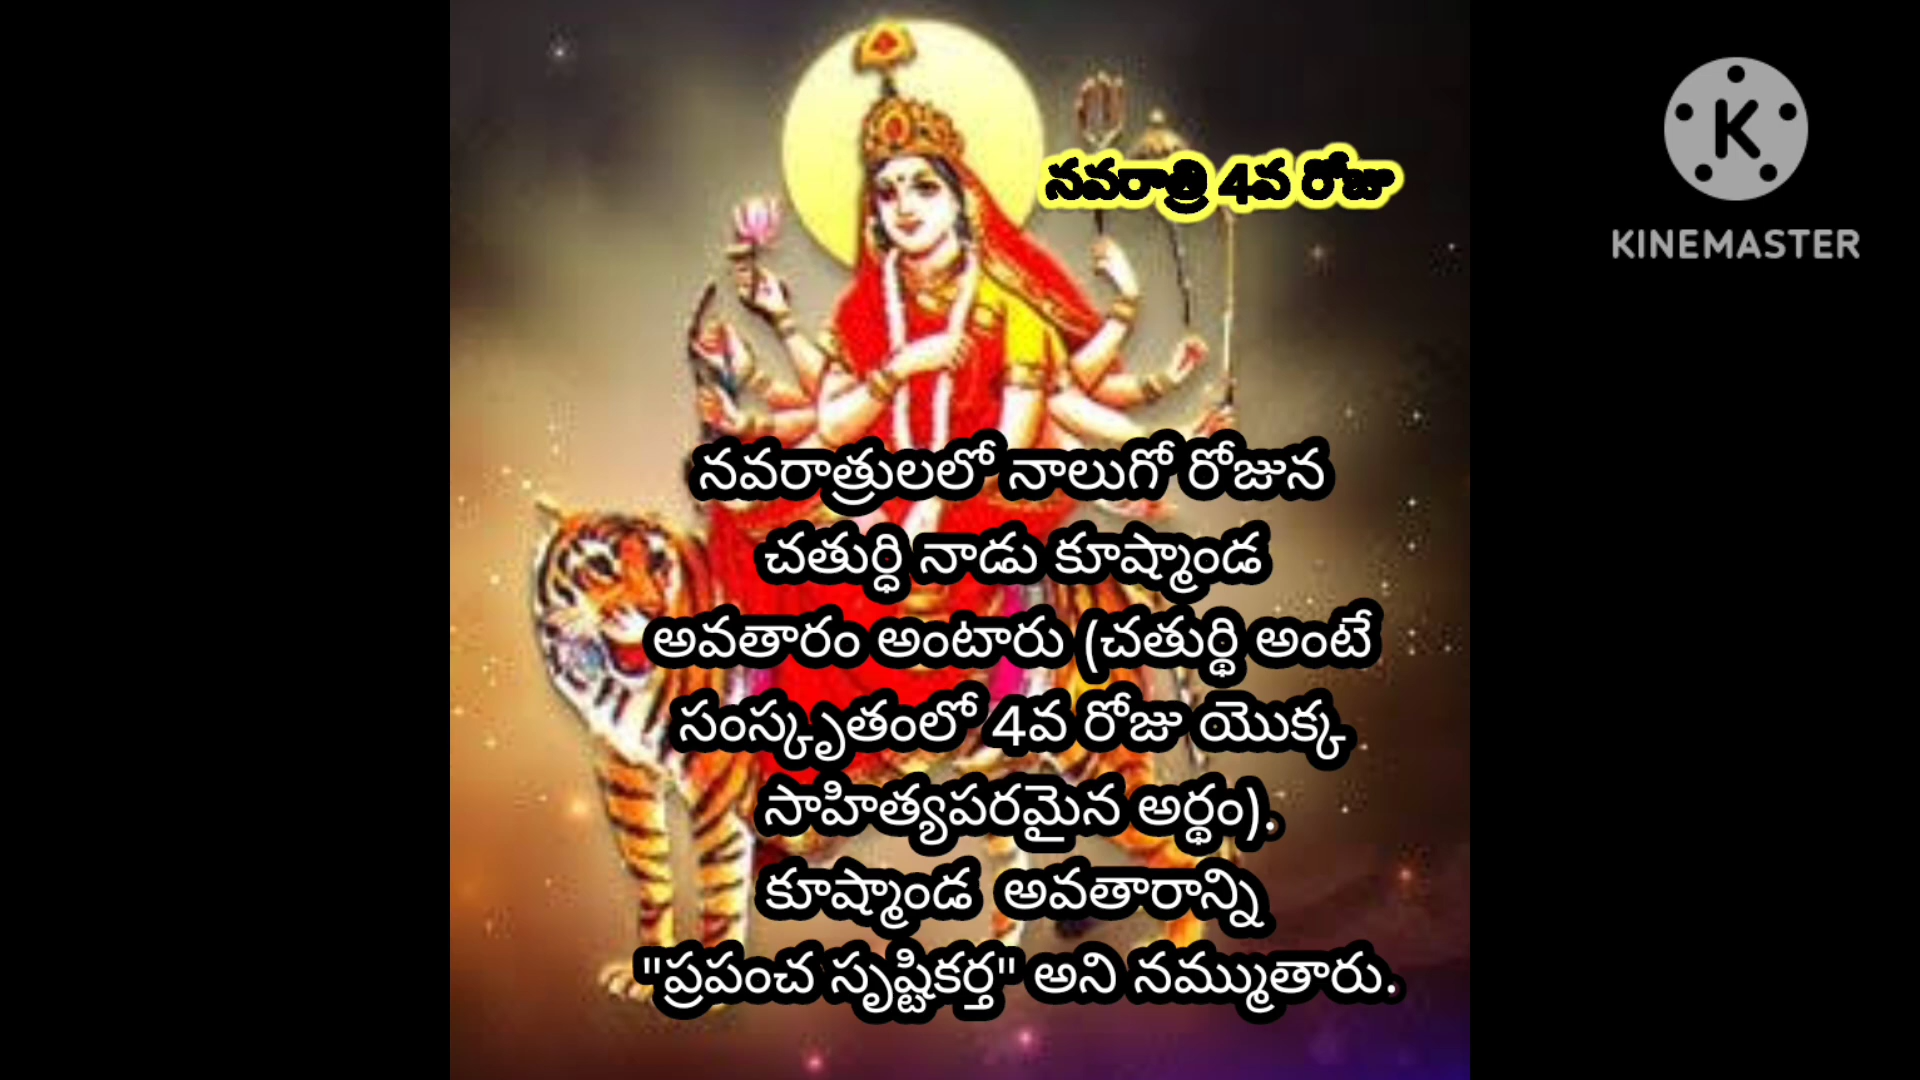 నవరాత్రి 4వ రోజు
KINEMASTER
నవరాత్రులలో నాలుగో రోజున
చతుర్ధి నాడు కూష్మాండ
అవతారం అంటారు (చతుర్థి అంటే
సంస్కృతంలో 4వ రోజు యొక్క
సాహిత్యపరమైన అర్థం).
కూష్మాండ అవతారాన్ని
"ప్రపంచ సృష్టికర్త" అని నమ్ముతారు.